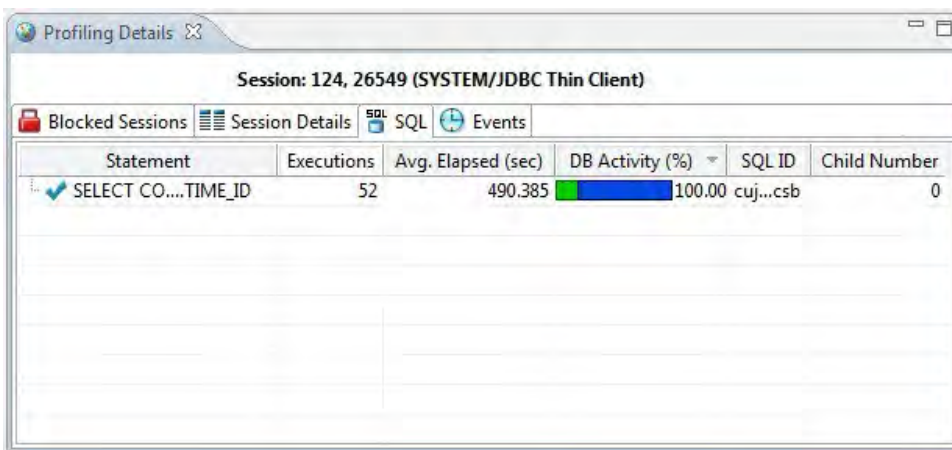 Profiling Details
Session: 124, 26549 (SYSTEM/JDBC Thin Client)
Blocked Sessions Session Details SQL SQL Events
Statement Executions Avg. Elapsed (sec) DB Activity (%) SQL ID Child Number
SELECT CO....TIME_ID 52 490.385 100.00 cuj...csb 0